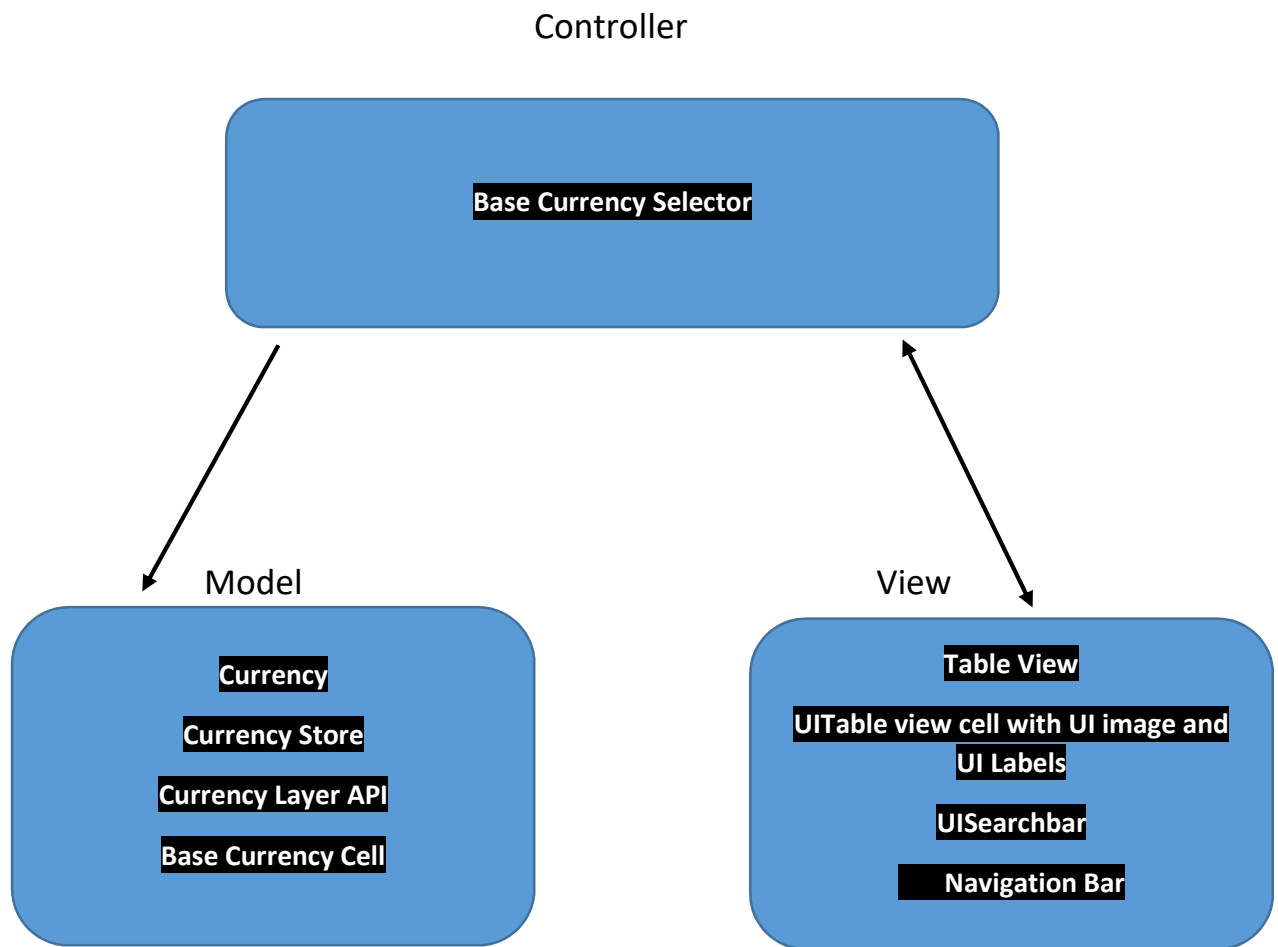 Controller
Base Currency Selector
Model
Currency
Currency Store
Currency Layer API
Base Currency Cell
View
Table View
UITable view cell with UI image and
UI Labels
UISearchbar
Navigation Bar